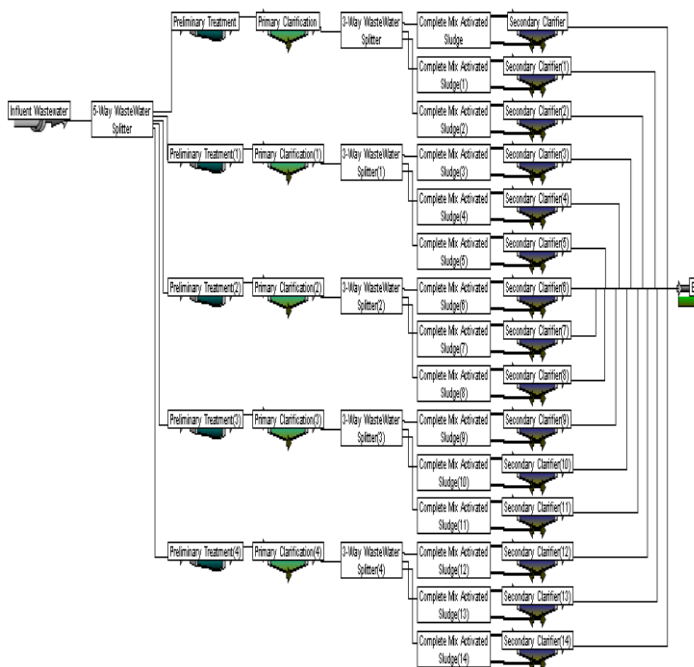 Preliminary Treatment
Primary Clarification
3-Way WasteWater
Splitter
Complete Mix Activated
Sludge
Secondary Clarifier
Complete Mix Activated
Sludge(1)
Secondary Clarifier(1)
Complete Mix Activated
Sludge(2)
Secondary Clarifier(2)
Influent Wastewater
5-Way WasteWater
Splitter
Preliminary Treatment(1)
Primary Clarification(1)
3-Way WasteWater
Splitter(1)
Complete Mix Activated
Sludge(3)
Secondary Clarifier(3)
Complete Mix Activated
Sludge(4)
Secondary Clarifier(4)
Complete Mix Activated
Sludge(5)
Secondary Clarifier(5)
Preliminary Treatment(2)
Primary Clarification(2)
3-Way WasteWater
Splitter(2)
Complete Mix Activated
Sludge(6)
Secondary Clarifier(6)
E
Complete Mix Activated
Sludge(7)
Secondary Clarifier(7)
Complete Mix Activated
Sludge(8)
Secondary Clarifier(8)
Preliminary Treatment(3)
Primary Clarification(3)
3-Way WasteWater
Splitter(3)
Complete Mix Activated
Sludge(9)
Secondary Clarifier(9)
Complete Mix Activated
Sludge(10)
Secondary Clarifier(10)
Complete Mix Activated
Sludge(11)
Secondary Clarifier(11)
Preliminary Treatment(4)
Primary Clarification(4)
3-Way WasteWater
Splitter(4)
Complete Mix Activated
Sludge(12)
Secondary Clarifier(12)
Complete Mix Activated
Sludge(13)
Secondary Clarifier(13)
Complete Mix Activated
Sludge(14)
Secondary Clarifier(14)